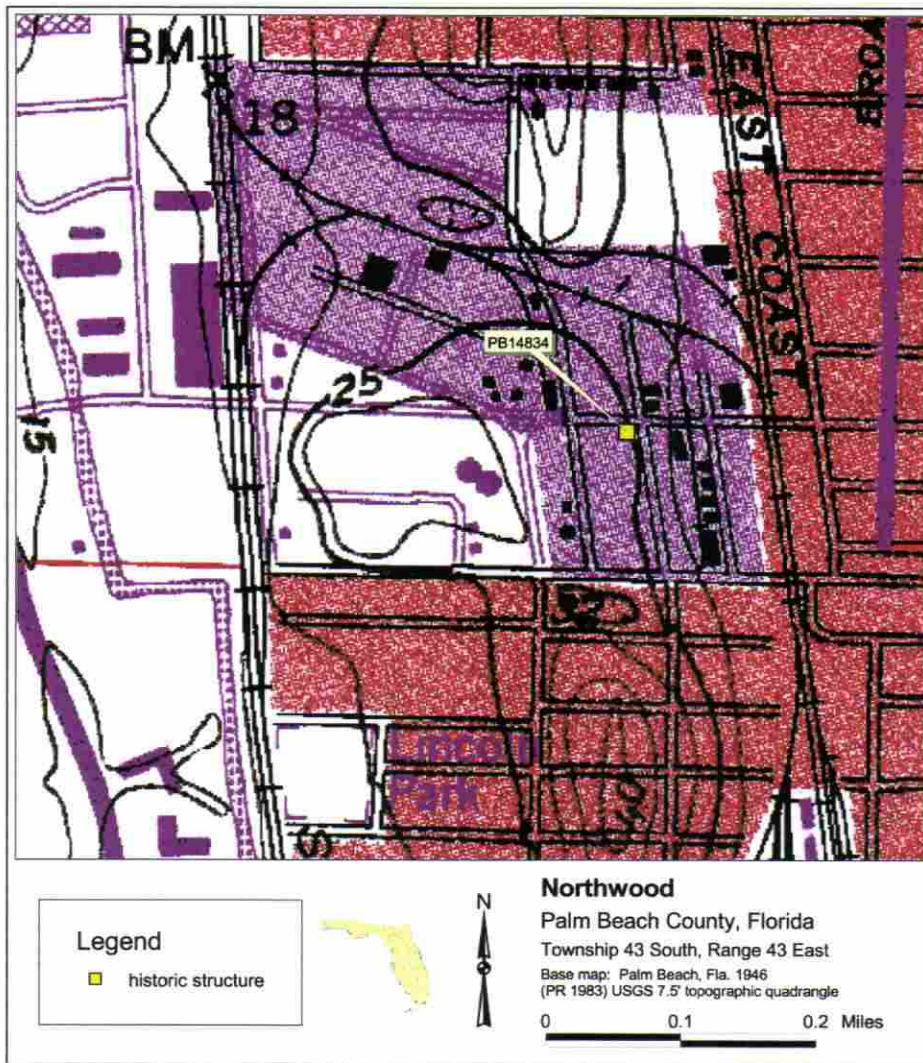 BM
18
EAST COAST
BRO
PB14834
25
15
Lincoln
Park
S
Legend
historic structure
N
Northwood
Palm Beach County, Florida
Township 43 South, Range 43 East
Base map: Palm Beach, Fla. 1946
(PR 1983) USGS 7.5' topographic quadrangle
0 0.1 0.2 Miles